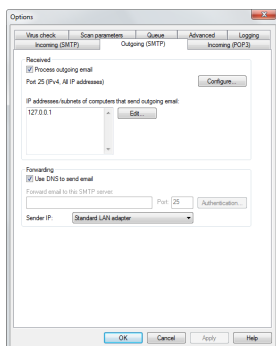 Options
Virus check Scan parameters Queue Advanced Logging
Incoming (SMTP) Outgoing (SMTP) Incoming (POP3)
Received
Process outgoing email
Port 25 (IPv4, All IP addresses) Configure...
IP addresses/subnets of computers that send outgoing email:
127.0.0.1 Edit...
Forwarding
Use DNS to send email
Forward email to this SMTP server:
Port: 25 Authentication...
Sender IP: Standard LAN adapter
OK Cancel Apply Help